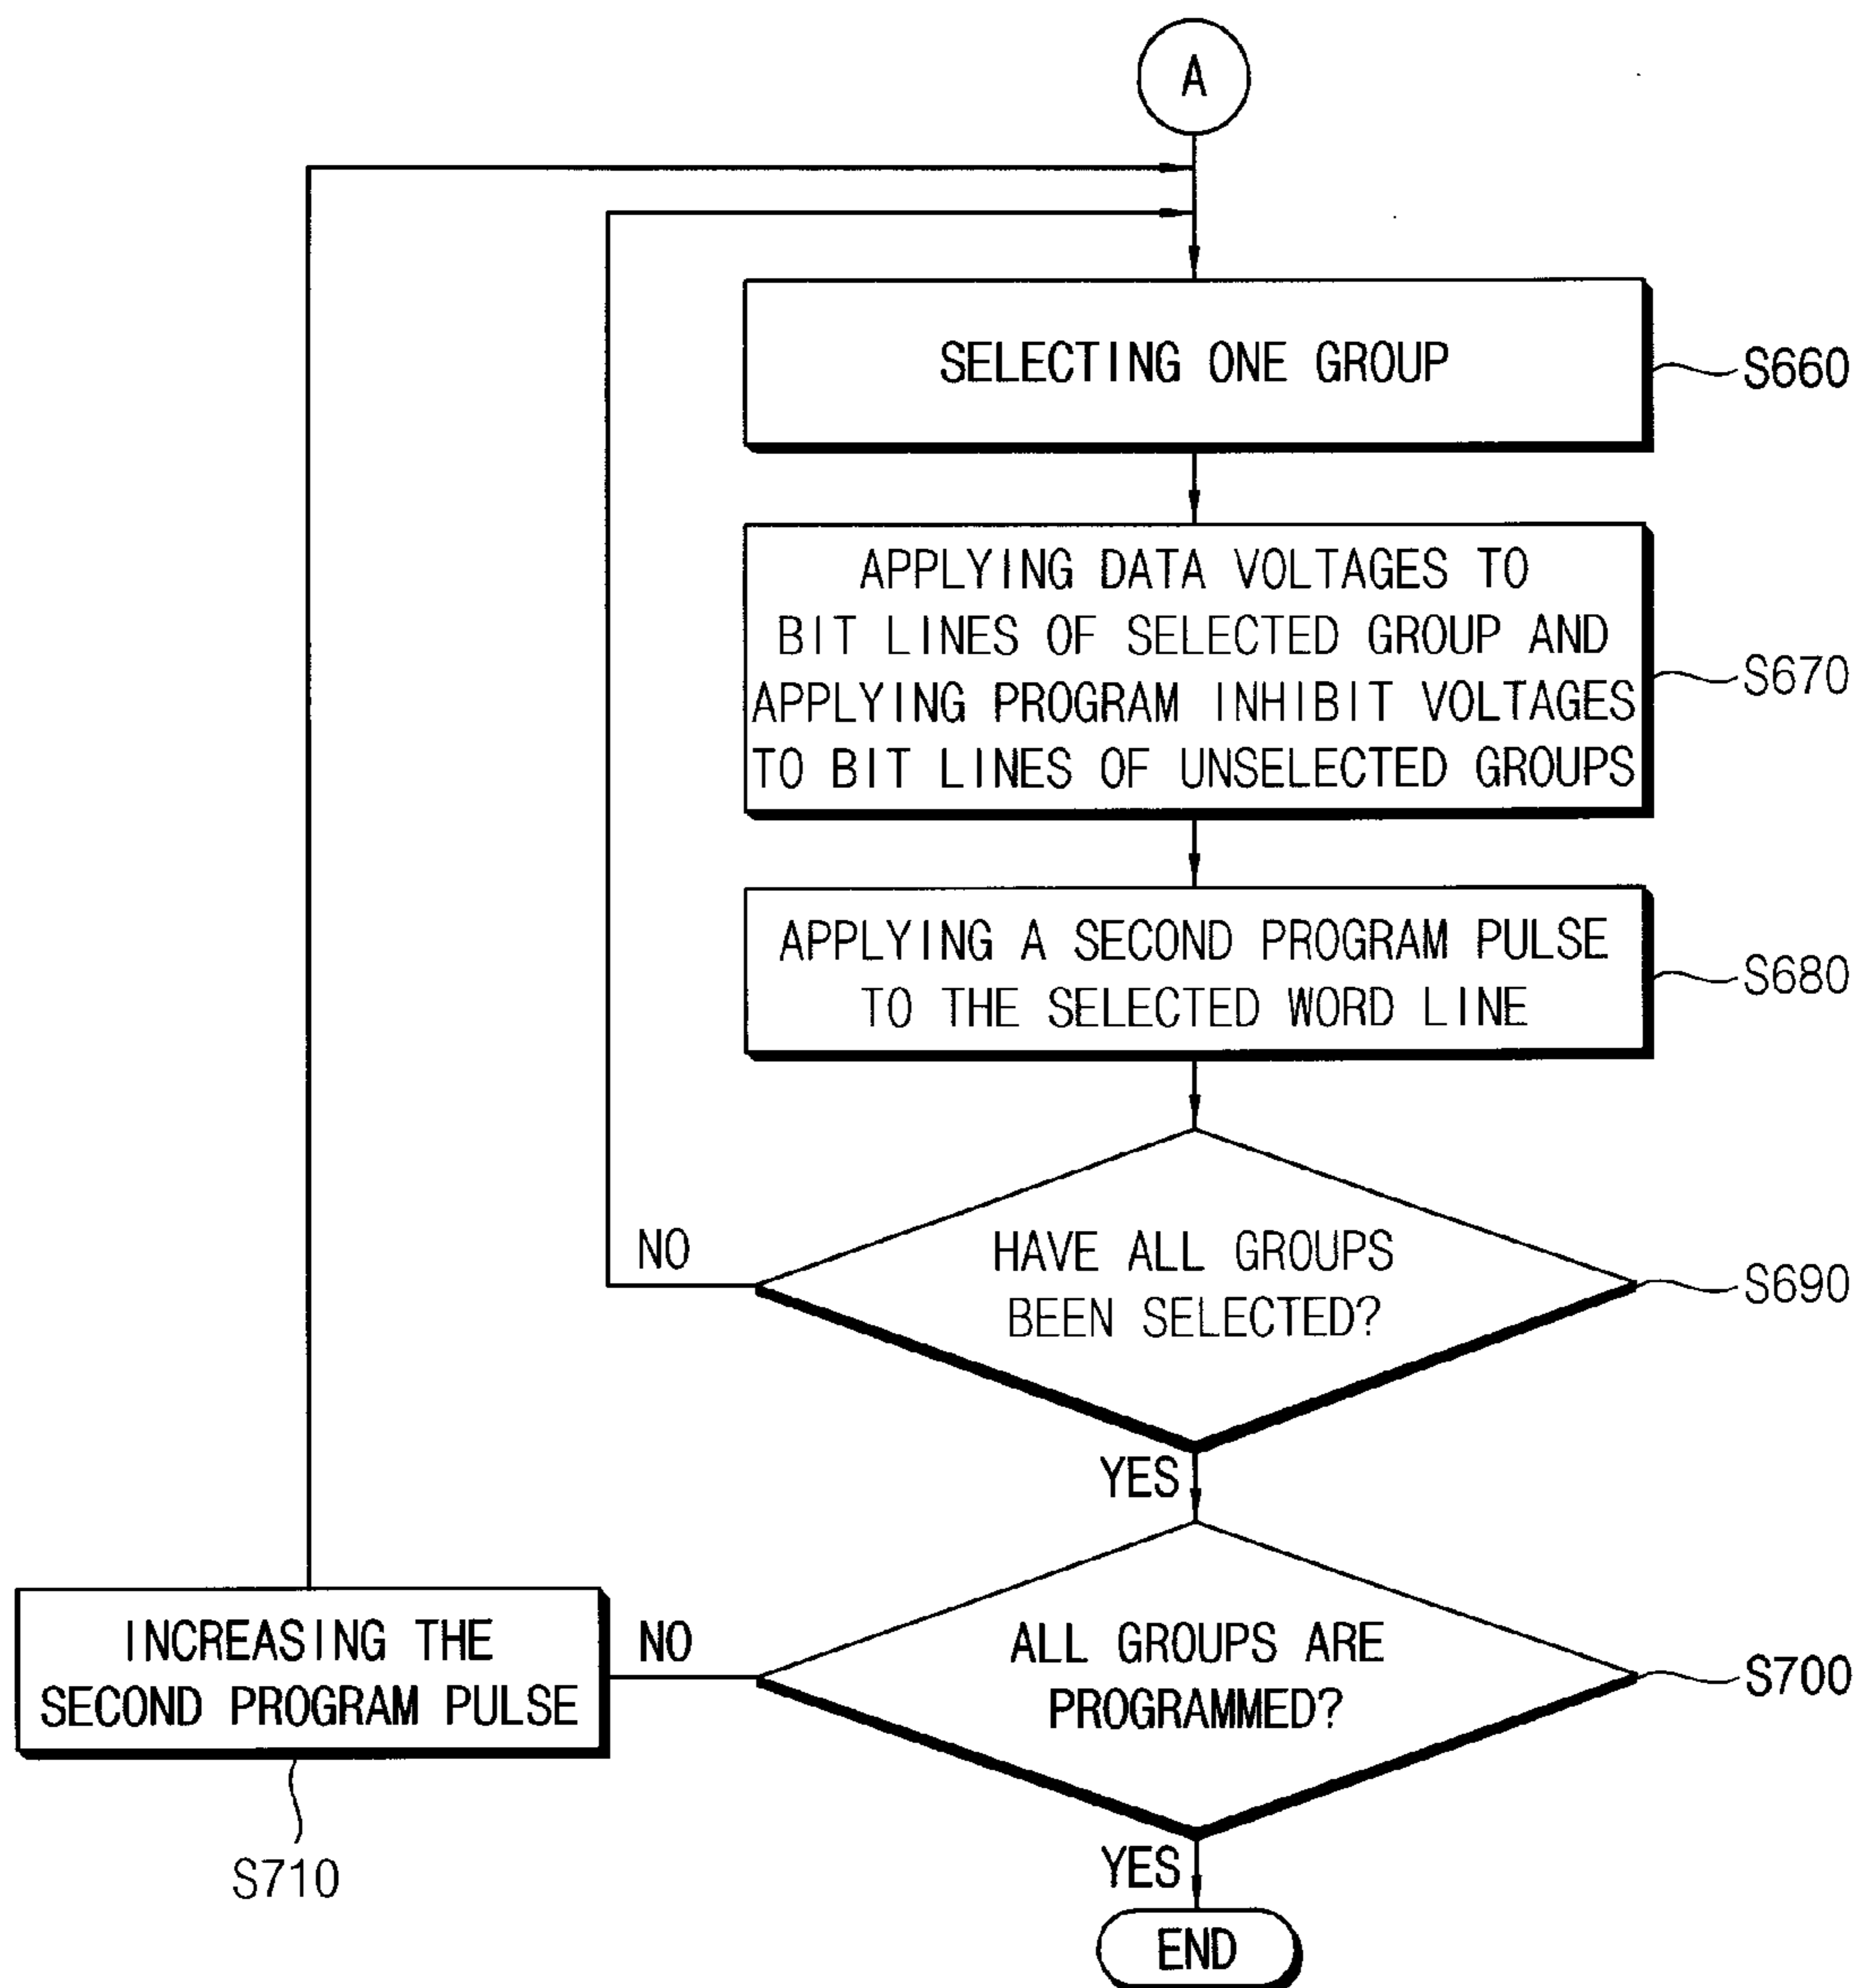 A
SELECTING ONE GROUP
S660
APPLYING DATA VOLTAGES TO
BIT LINES OF SELECTED GROUP AND
APPLYING PROGRAM INHIBIT VOLTAGES
TO BIT LINES OF UNSELECTED GROUPS
S670
APPLYING A SECOND PROGRAM PULSE
TO THE SELECTED WORD LINE
S680
HAVE ALL GROUPS
BEEN SELECTED?
S690
NO
YES
ALL GROUPS ARE
PROGRAMMED?
S700
NO
INCREASING THE
SECOND PROGRAM PULSE
S710
YES
END